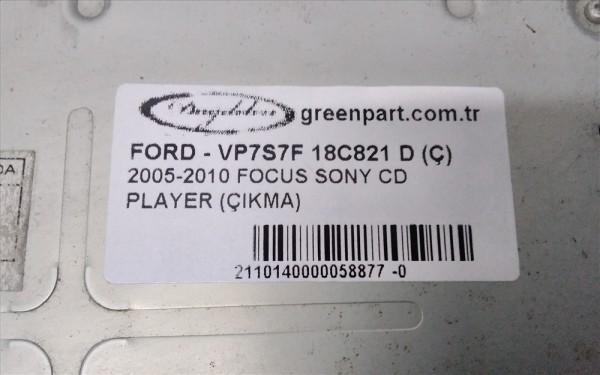 greenpart.com.tr
FORD - VP7S7F 18C821 D (Ç)
2005-2010 FOCUS SONY CD
PLAYER (ÇIKMA)
2110140000058877 -0